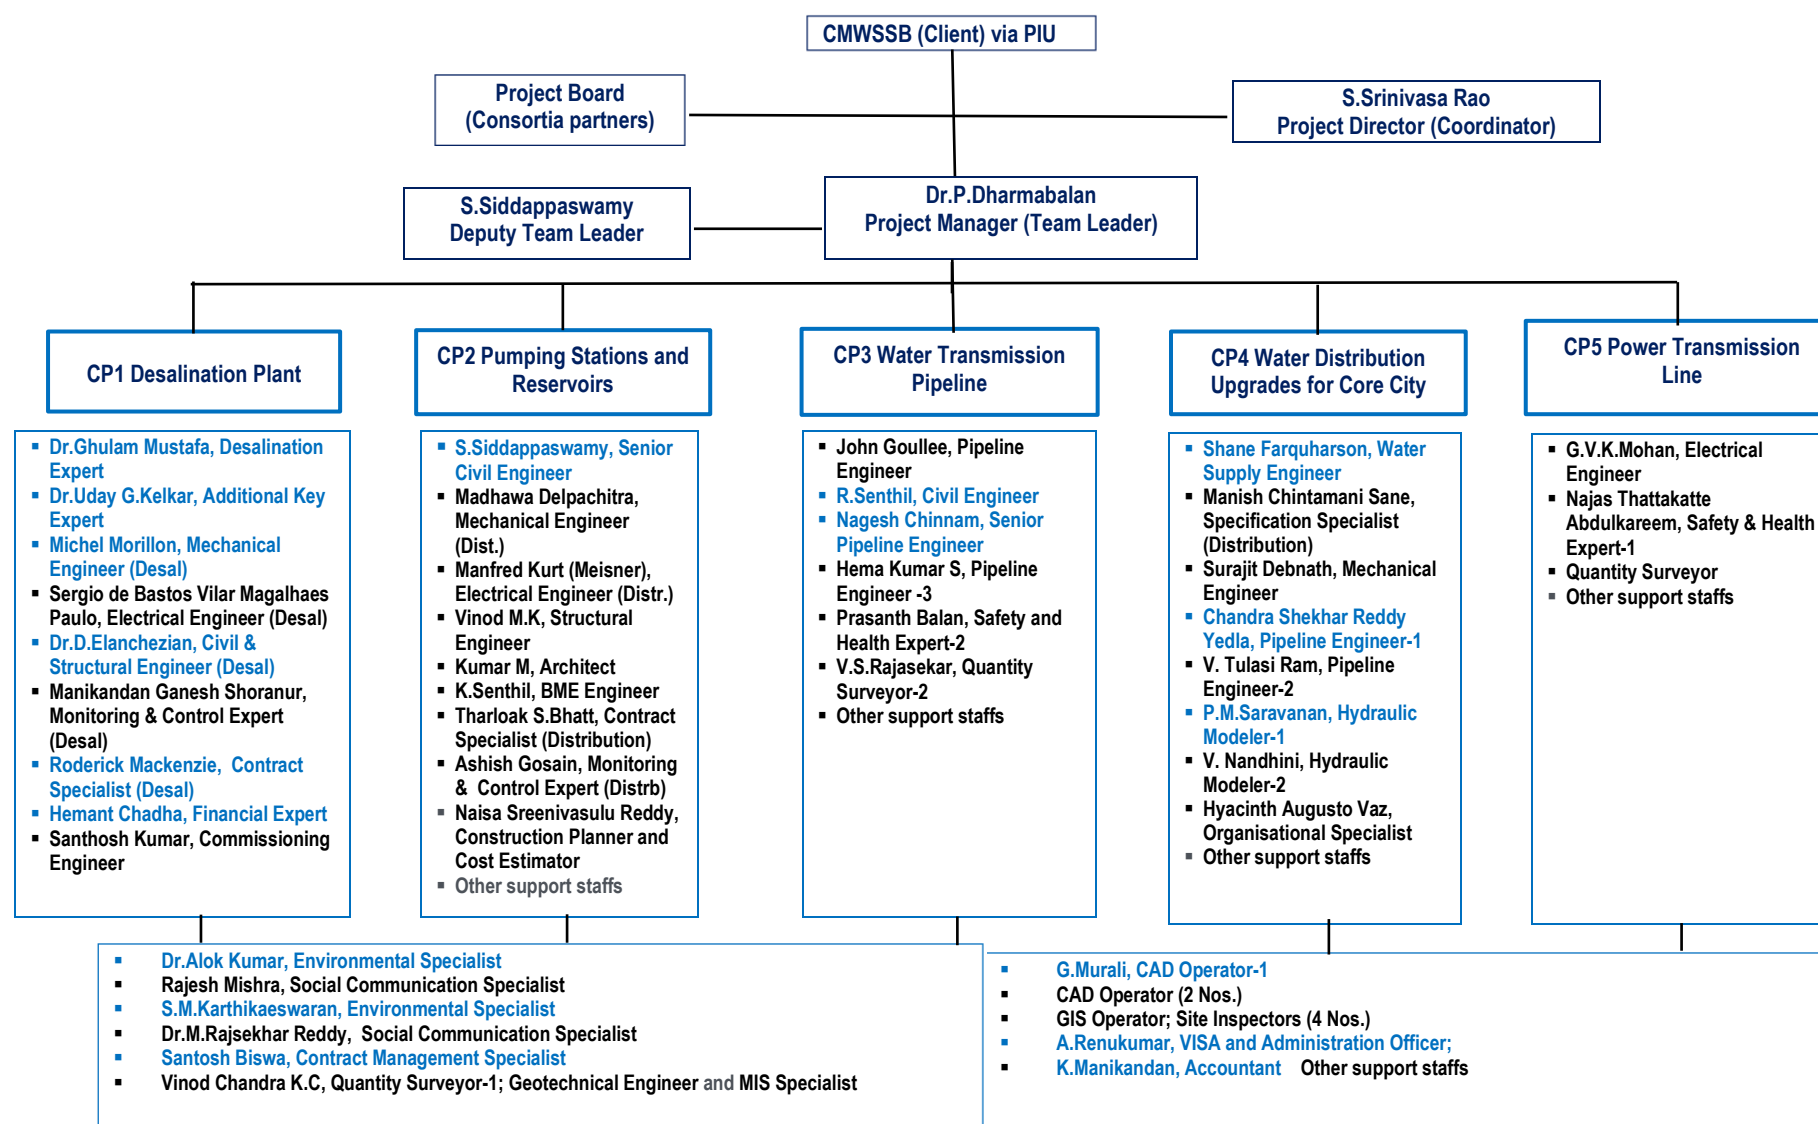 CMWSSB (Client) via PIU
Project Board
(Consortia partners)
S.Srinivasa Rao
Project Director (Coordinator)
S.Siddappaswamy
Deputy Team Leader
Dr.P.Dharmabalan
Project Manager (Team Leader)
CP1 Desalination Plant
CP2 Pumping Stations and
Reservoirs
CP3 Water Transmission
Pipeline
CP4 Water Distribution
Upgrades for Core City
CP5 Power Transmission
Line
▪ Dr.Ghulam Mustafa, Desalination
Expert
▪ Dr.Uday G.Kelkar, Additional Key
Expert
▪ Michel Morillon, Mechanical
Engineer (Desal)
▪ Sergio de Bastos Vilar Magalhaes
Paulo, Electrical Engineer (Desal)
▪ Dr.D.Elanchezian, Civil &
Structural Engineer (Desal)
▪ Manikandan Ganesh Shoranur,
Monitoring & Control Expert
(Desal)
▪ Roderick Mackenzie, Contract
Specialist (Desal)
▪ Hemant Chadha, Financial Expert
▪ Santhosh Kumar, Commissioning
Engineer
▪ S.Siddappaswamy, Senior
Civil Engineer
▪ Madhawa Delpachitra,
Mechanical Engineer
(Dist.)
▪ Manfred Kurt (Meisner),
Electrical Engineer (Distr.)
▪ Vinod M.K, Structural
Engineer
▪ Kumar M, Architect
▪ K.Senthil, BME Engineer
▪ Tharloak S.Bhatt, Contract
Specialist (Distribution)
▪ Ashish Gosain, Monitoring
& Control Expert (Distrb)
▪ Naisa Sreenivasulu Reddy,
Construction Planner and
Cost Estimator
▪ Other support staffs
▪ John Goullee, Pipeline
Engineer
▪ R.Senthil, Civil Engineer
▪ Nagesh Chinnam, Senior
Pipeline Engineer
▪ Hema Kumar S, Pipeline
Engineer -3
▪ Prasanth Balan, Safety and
Health Expert-2
▪ V.S.Rajasekar, Quantity
Surveyor-2
▪ Other support staffs
▪ Shane Farquharson, Water
Supply Engineer
▪ Manish Chintamani Sane,
Specification Specialist
(Distribution)
▪ Surajit Debnath, Mechanical
Engineer
▪ Chandra Shekhar Reddy
Yedla, Pipeline Engineer-1
▪ V. Tulasi Ram, Pipeline
Engineer-2
▪ P.M.Saravanan, Hydraulic
Modeler-1
▪ V. Nandhini, Hydraulic
Modeler-2
▪ Hyacinth Augusto Vaz,
Organisational Specialist
▪ Other support staffs
▪ G.V.K.Mohan, Electrical
Engineer
▪ Najas Thattakatte
Abdulkareem, Safety & Health
Expert-1
▪ Quantity Surveyor
▪ Other support staffs
▪ Dr.Alok Kumar, Environmental Specialist
▪ Rajesh Mishra, Social Communication Specialist
▪ S.M.Karthikaeswaran, Environmental Specialist
▪ Dr.M.Rajsekhar Reddy, Social Communication Specialist
▪ Santosh Biswa, Contract Management Specialist
▪ Vinod Chandra K.C, Quantity Surveyor-1; Geotechnical Engineer and MIS Specialist
▪ G.Murali, CAD Operator-1
▪ CAD Operator (2 Nos.)
▪ GIS Operator; Site Inspectors (4 Nos.)
▪ A.Renukumar, VISA and Administration Officer;
▪ K.Manikandan, Accountant Other support staffs